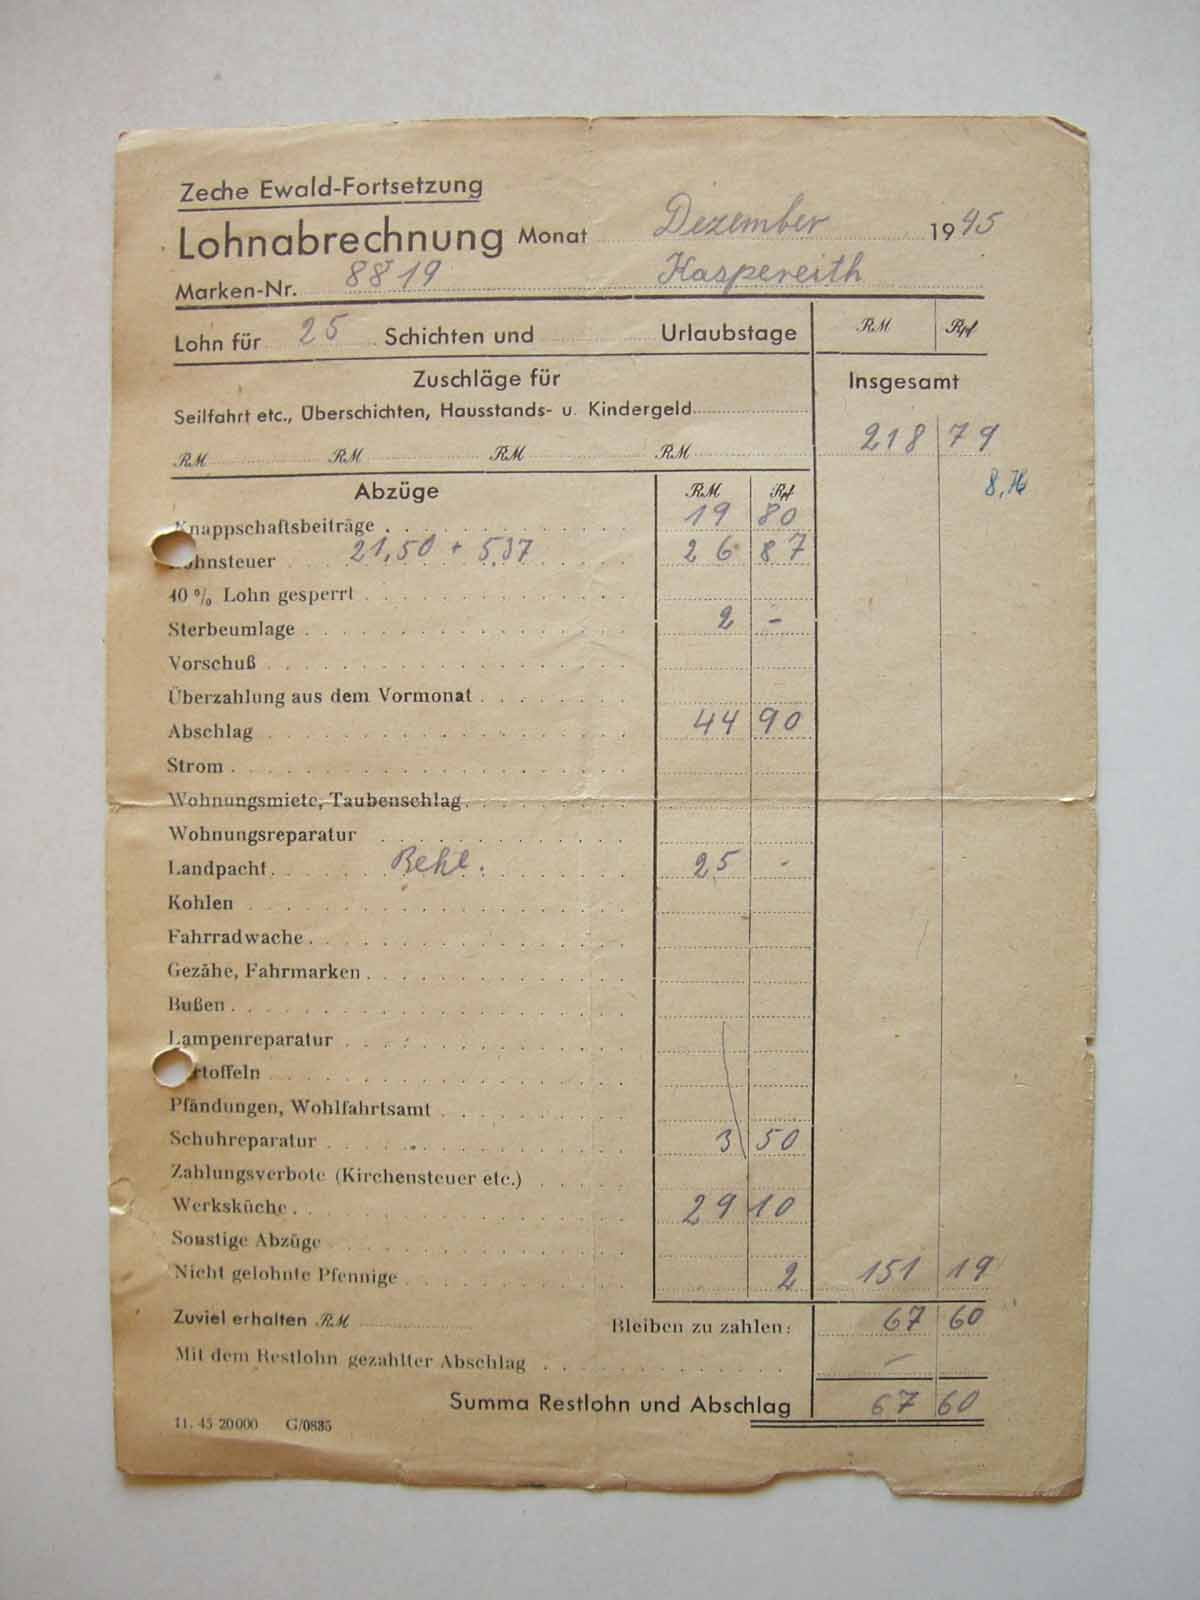 Zeche Ewald-Fortsetzung
Lohnabrechnung Monat Dezember 1945
Marken-Nr. 8819 Kaspereith
Lohn für 25 Schichten und Urlaubstage RM Rpf
Zuschläge für Insgesamt
Seilfahrt etc., Überschichten, Hausstands- u. Kindergeld
218 79
RM RM RM RM
Abzüge RM Rpf 8,76
Knappschaftsbeiträge 19 80
Lohnsteuer 21,50 + 5,37 26 87
10% Lohn gesperrt
Sterbeumlage 2 -
Vorschuß
Überzahlung aus dem Vormonat
Abschlag 44 90
Strom
Wohnungsmiete, Taubenschlag
Wohnungsreparatur
Landpacht Bekl. 25 -
Kohlen
Fahrradwache
Gezähe, Fahrmarken
Bußen
Lampenreparatur
rtoffeln
Pfändungen, Wohlfahrtsamt
Schuhreparatur 3 50
Zahlungsverbote (Kirchensteuer etc.)
Werksküche 29 10
Sonstige Abzüge
Nicht gelohnte Pfennige 2 151 19
Zuviel erhalten RM Bleiben zu zahlen: 67 60
Mit dem Restlohn gezahlter Abschlag -
Summa Restlohn und Abschlag 67 60
11. 45 20000 G/0835